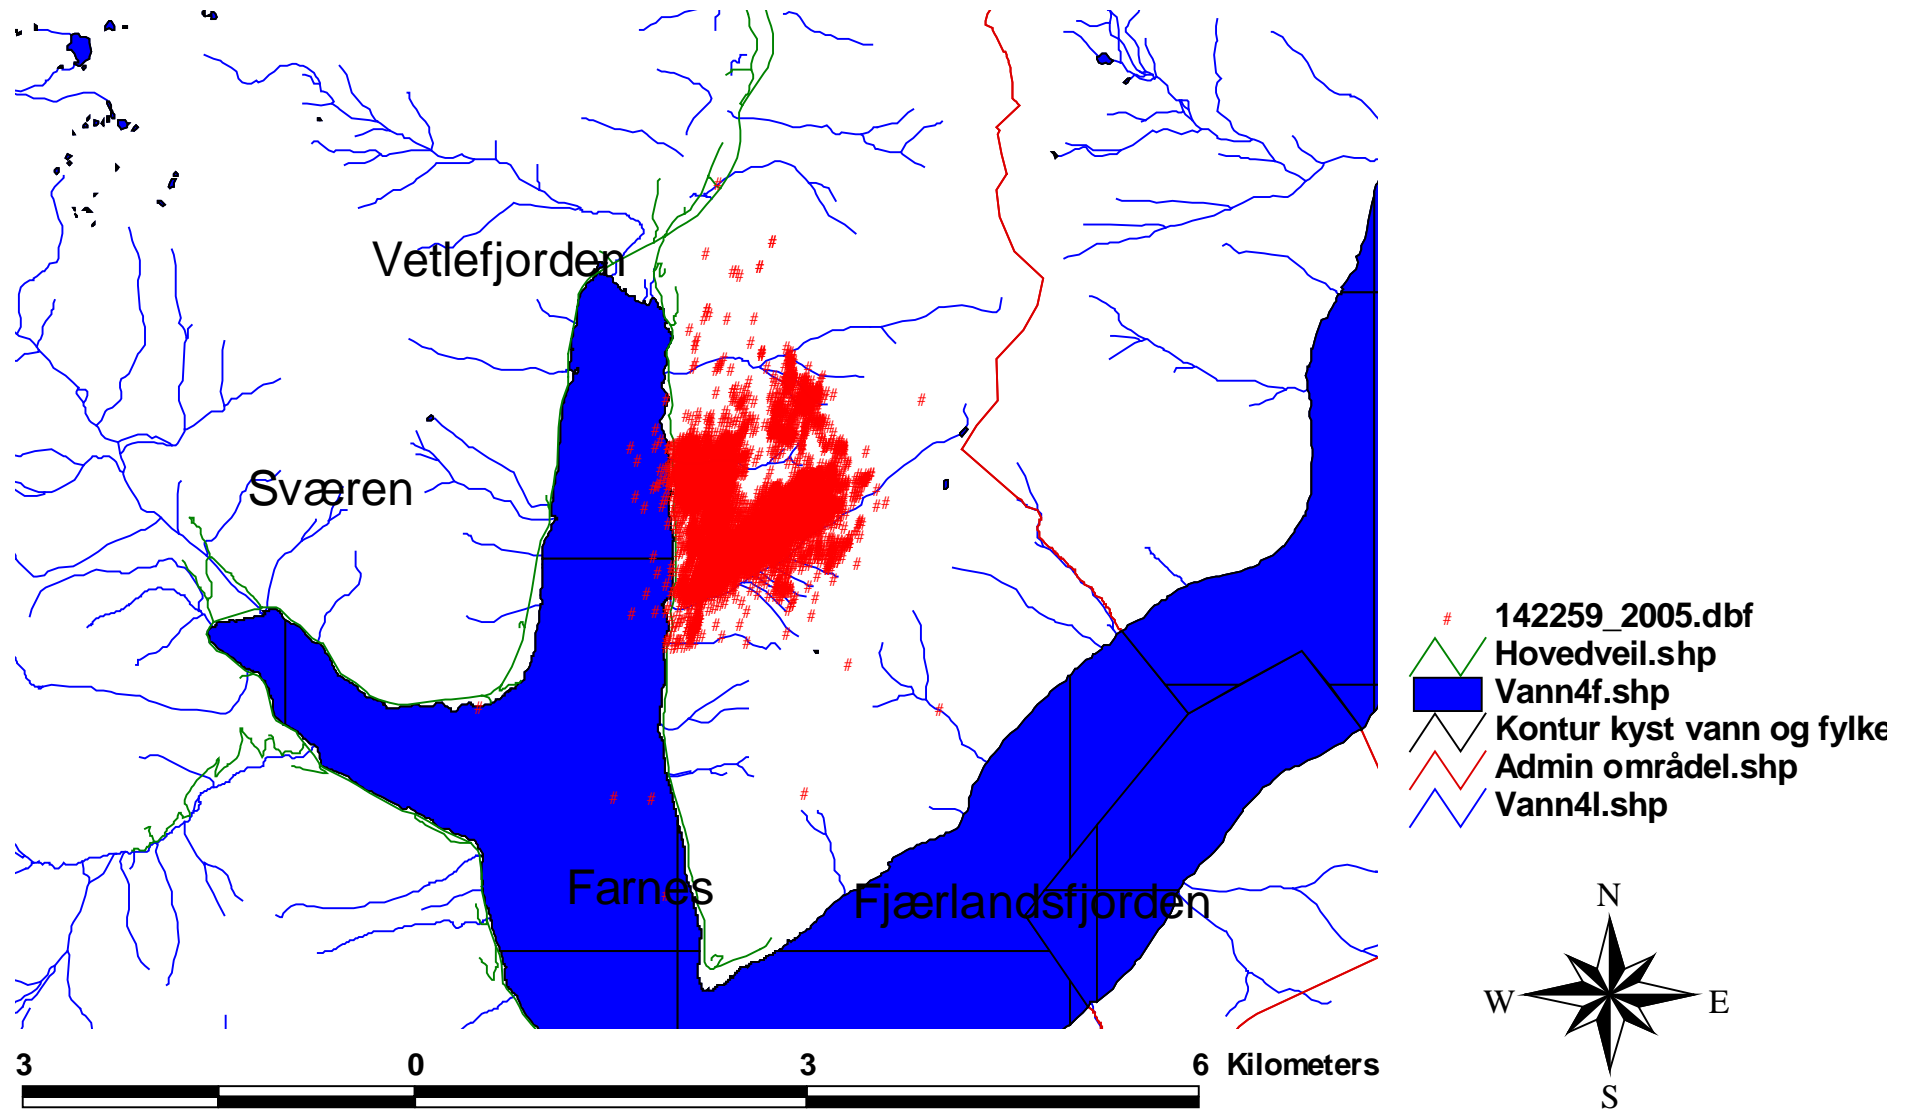 Vetlefjorden
Sværen
Farnes
Fjærlandsfjorden
# 142259_2005.dbf
Hovedveil.shp
Vann4f.shp
Kontur kyst vann og fylke
Admin områdel.shp
Vann4l.shp
N
W E
S
3 0 3 6 Kilometers